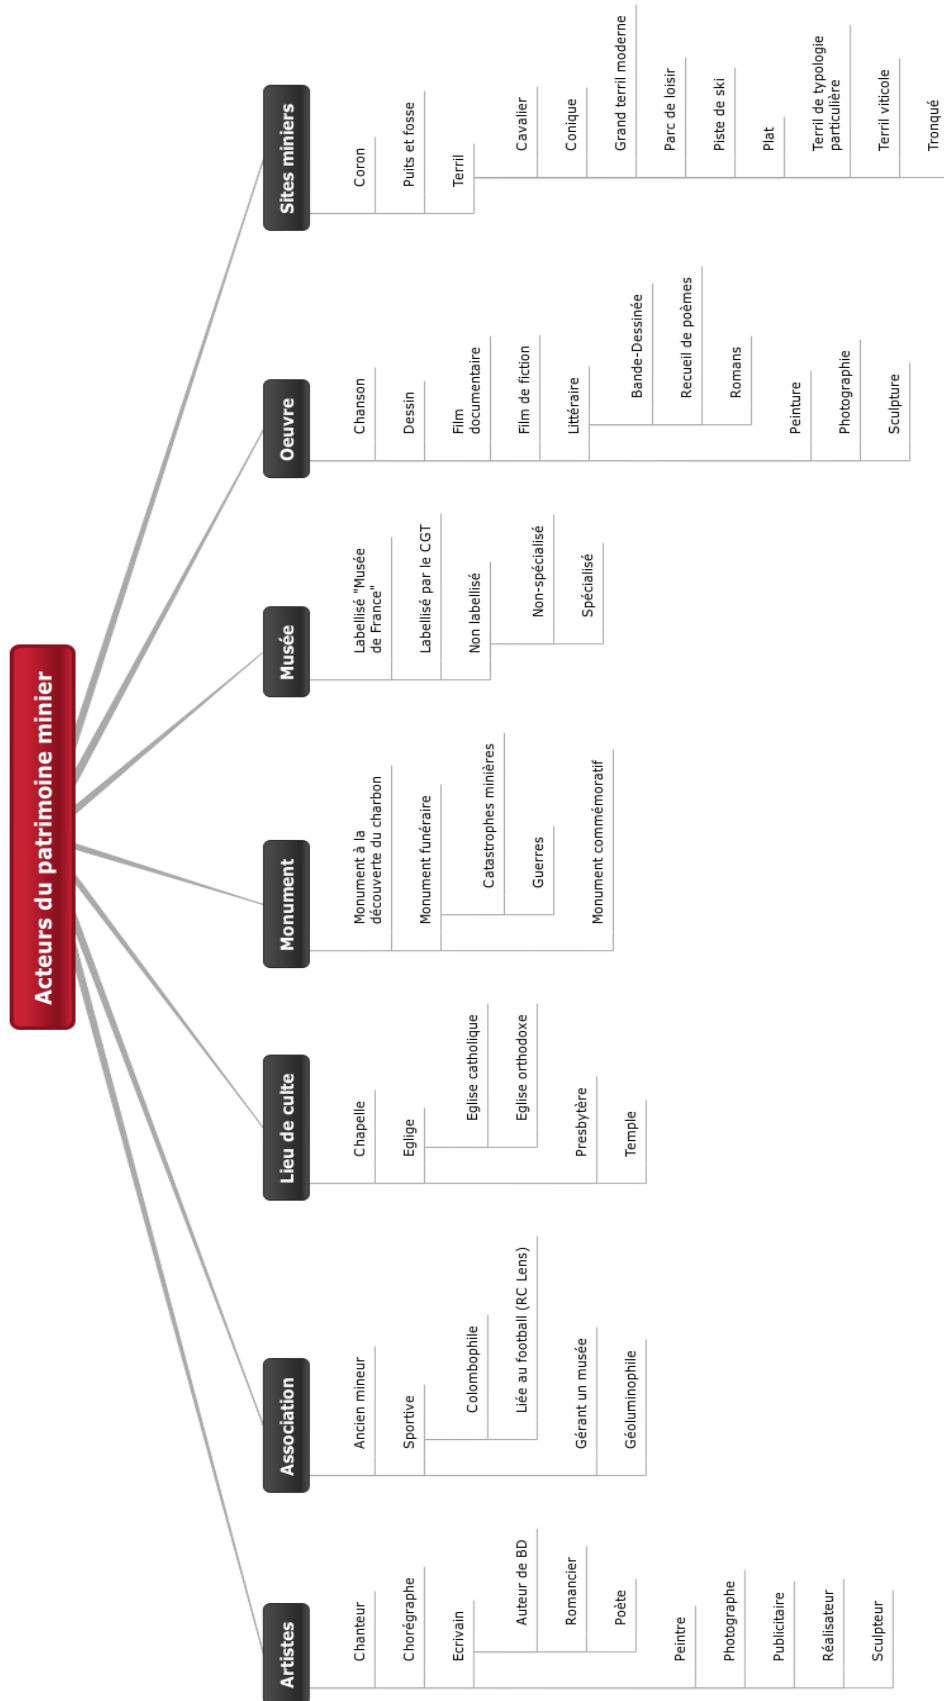 Acteurs du patrimoine minier
Artistes
Chanteur
Chorégraphe
Ecrivain
Auteur de BD
Romancier
Poète
Peintre
Photographe
Publicitaire
Réalisateur
Sculpteur
Association
Ancien mineur
Sportive
Colombophile
Liée au football (RC Lens)
Gérant un musée
Géoluminophile
Lieu de culte
Chapelle
Eglige
Eglise catholique
Eglise orthodoxe
Presbytère
Temple
Monument
Monument à la
découverte du charbon
Monument funéraire
Catastrophes minières
Guerres
Monument commémoratif
Musée
Labellisé "Musée
de France"
Labellisé par le CGT
Non labellisé
Non-spécialisé
Spécialisé
Oeuvre
Chanson
Dessin
Film
documentaire
Film de fiction
Littéraire
Bande-Dessinée
Recueil de poèmes
Romans
Peinture
Photographie
Sculpture
Sites miniers
Coron
Puits et fosse
Terril
Cavalier
Conique
Grand terril moderne
Parc de loisir
Piste de ski
Plat
Terril de typologie
particulière
Terril viticole
Tronqué